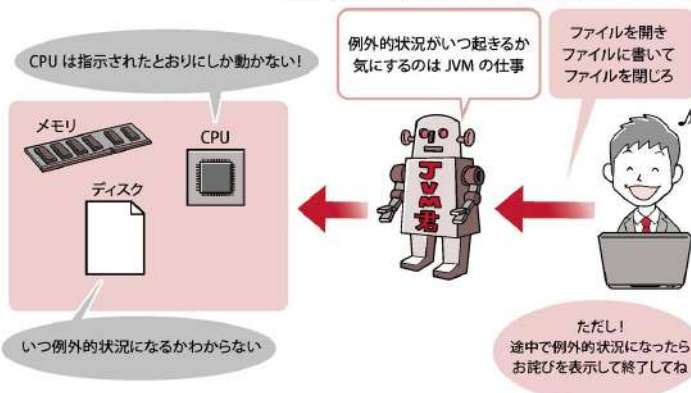 CPU は指示されたとおりにしか動かない！
例外的状況がいつ起きるか
気にするのは JVM の仕事
ファイルを開き
ファイルに書いて
ファイルを閉じろ
メモリ
CPU
ディスク
JVM君
いつ例外的状況になるかわからない
ただし！
途中で例外的状況になったら
お詫びを表示して終了してね